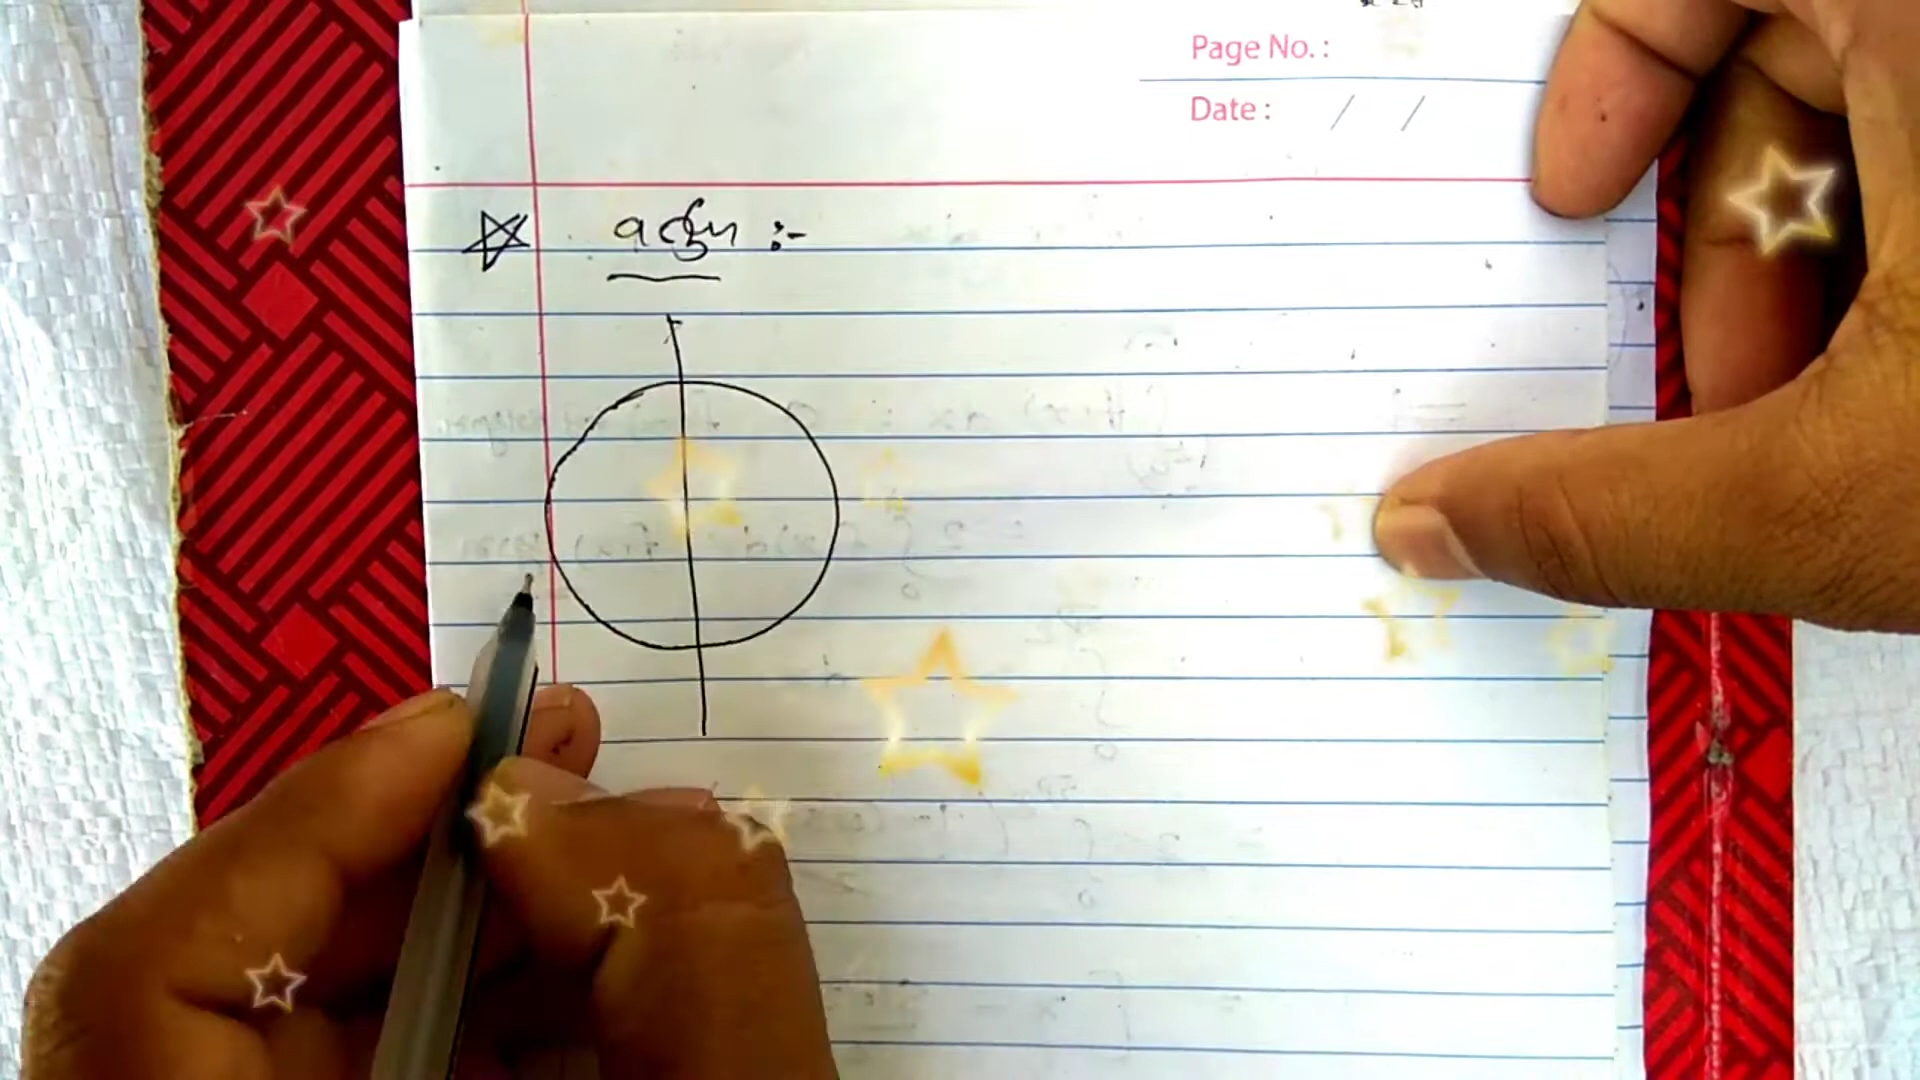 Page No. :
Date : / /
☆ વર્તુળ :-